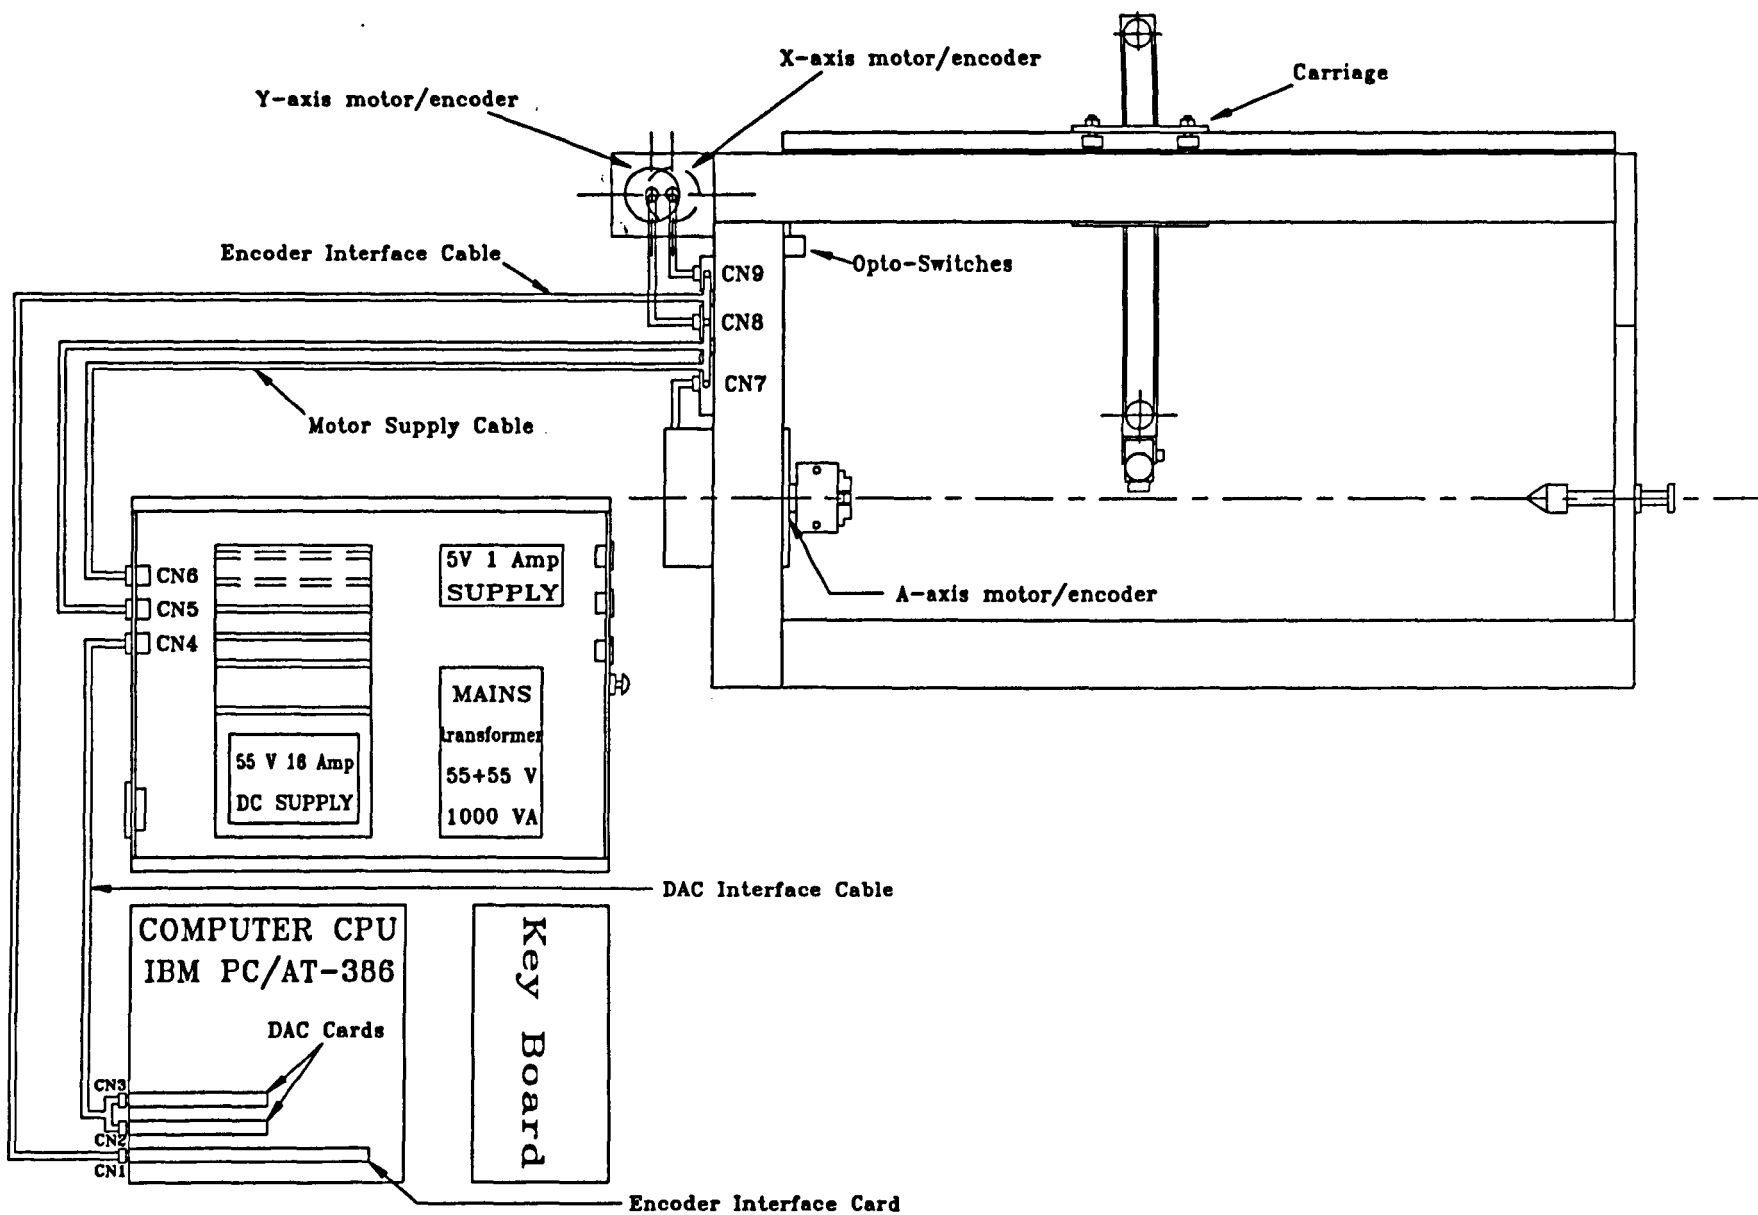 X-axis motor/encoder
Y-axis motor/encoder
Carriage
Encoder Interface Cable
Opto-Switches
CN9
CN8
CN7
Motor Supply Cable
A-axis motor/encoder
CN6
CN5
CN4
5V 1 Amp
SUPPLY
MAINS
transformer
55+55 V
1000 VA
55 V 16 Amp
DC SUPPLY
DAC Interface Cable
COMPUTER CPU
IBM PC/AT-386
Key Board
DAC Cards
CN3
CN2
CN1
Encoder Interface Card